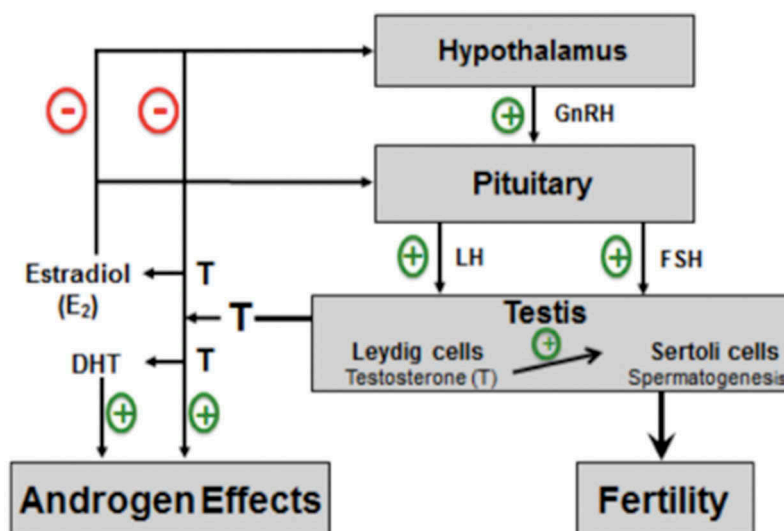 Hypothalamus
GnRH
Pituitary
LH
FSH
Estradiol
(E₂)
T
T
Testis
Leydig cells
Testosterone (T)
Sertoli cells
Spermatogenesis
DHT
T
Androgen Effects
Fertility